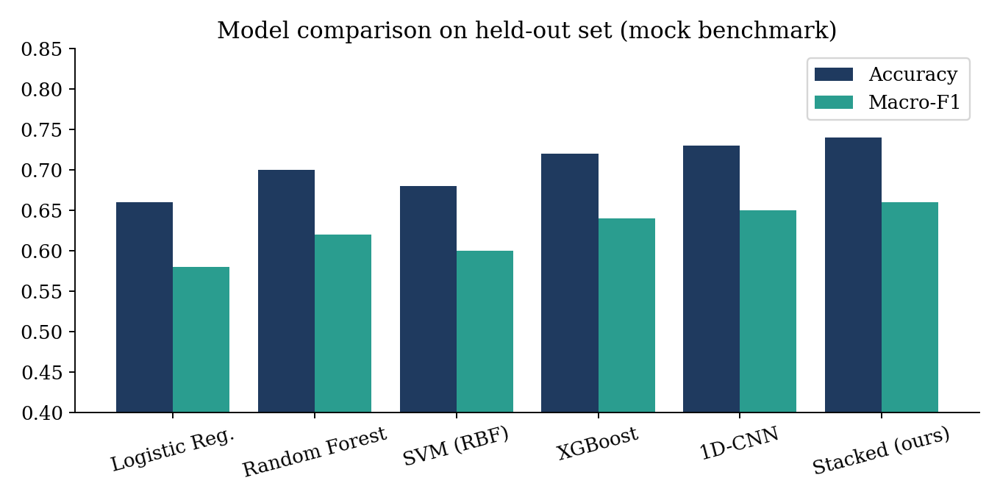 Model comparison on held-out set (mock benchmark)
0.85
0.80
0.75
0.70
0.65
0.60
0.55
0.50
0.45
0.40
Accuracy
Macro-F1
Logistic Reg.
Random Forest
SVM (RBF)
XGBoost
1D-CNN
Stacked (ours)